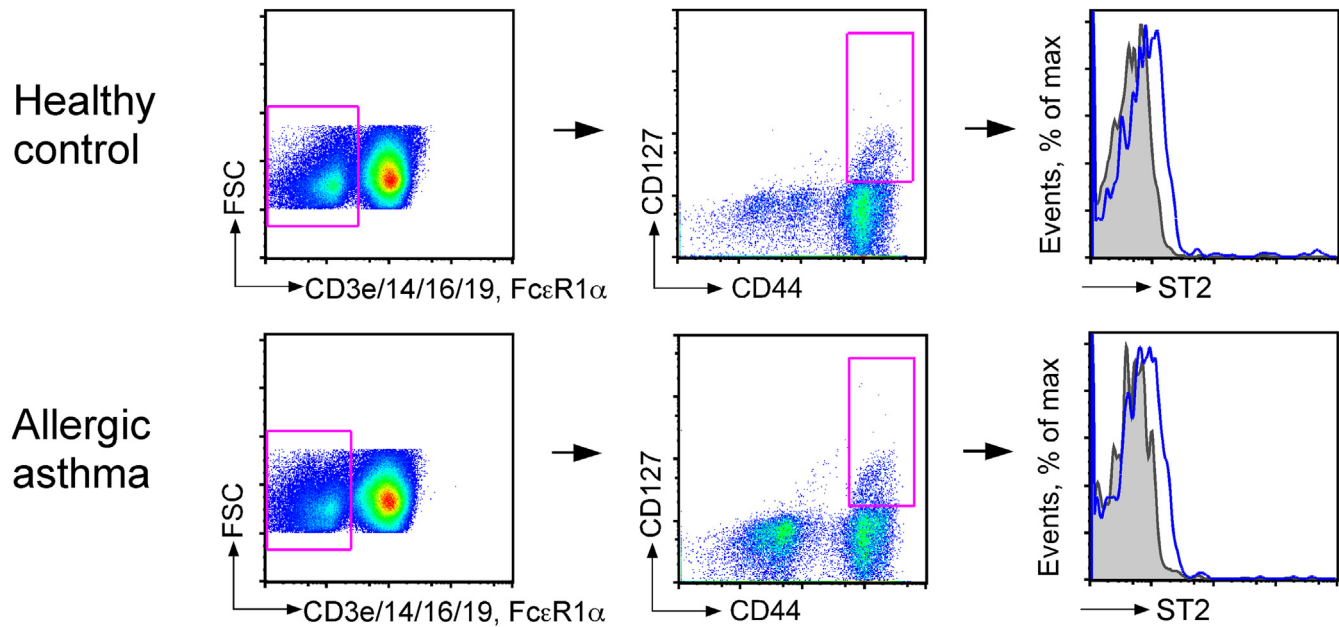 Healthy
control
FSC
CD3e/14/16/19, FcεR1α
CD127
CD44
Events, % of max
ST2
Allergic
asthma
FSC
CD3e/14/16/19, FcεR1α
CD127
CD44
Events, % of max
ST2